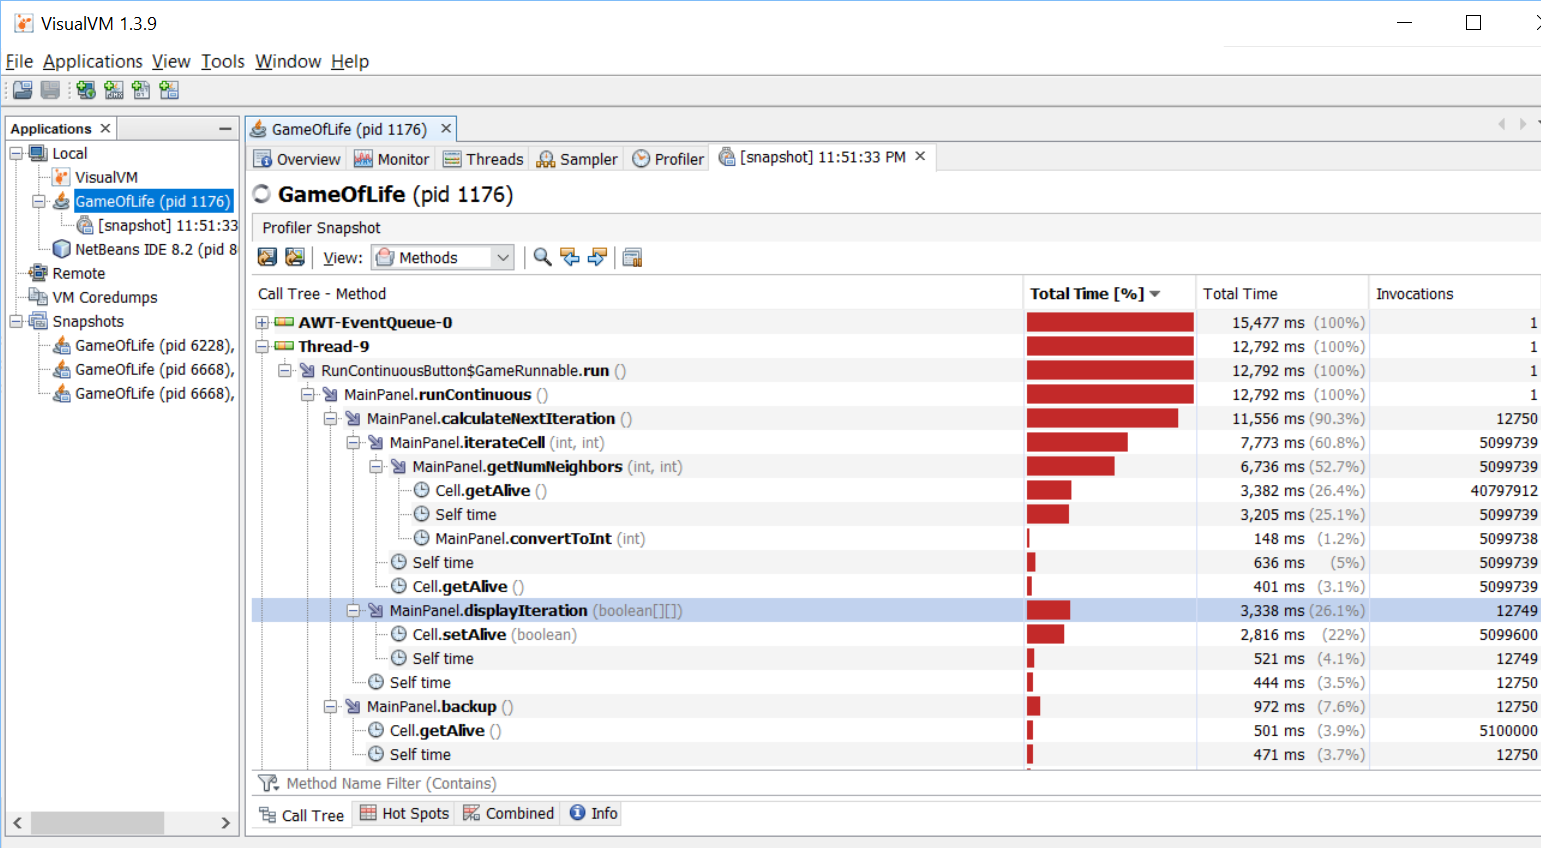 VisualVM 1.3.9
File Applications View Tools Window Help
Applications
Local
VisualVM
GameOfLife (pid 1176)
[snapshot] 11:51:33
NetBeans IDE 8.2 (pid 8
Remote
VM Coredumps
Snapshots
GameOfLife (pid 6228),
GameOfLife (pid 6668),
GameOfLife (pid 6668),
GameOfLife (pid 1176)
Overview Monitor Threads Sampler Profiler [snapshot] 11:51:33 PM
GameOfLife (pid 1176)
Profiler Snapshot
View: Methods
Call Tree - Method Total Time [%] Total Time Invocations
AWT-EventQueue-0 15,477 ms (100%) 1
Thread-9 12,792 ms (100%) 1
RunContinuousButton$GameRunnable.run () 12,792 ms (100%) 1
MainPanel.runContinuous () 12,792 ms (100%) 1
MainPanel.calculateNextIteration () 11,556 ms (90.3%) 12750
MainPanel.iterateCell (int, int) 7,773 ms (60.8%) 5099739
MainPanel.getNumNeighbors (int, int) 6,736 ms (52.7%) 5099739
Cell.getAlive () 3,382 ms (26.4%) 40797912
Self time 3,205 ms (25.1%) 5099739
MainPanel.convertToInt (int) 148 ms (1.2%) 5099738
Self time 636 ms (5%) 5099739
Cell.getAlive () 401 ms (3.1%) 5099739
MainPanel.displayIteration (boolean[][]) 3,338 ms (26.1%) 12749
Cell.setAlive (boolean) 2,816 ms (22%) 5099600
Self time 521 ms (4.1%) 12749
Self time 444 ms (3.5%) 12750
MainPanel.backup () 972 ms (7.6%) 12750
Cell.getAlive () 501 ms (3.9%) 5100000
Self time 471 ms (3.7%) 12750
Method Name Filter (Contains)
Call Tree Hot Spots Combined Info